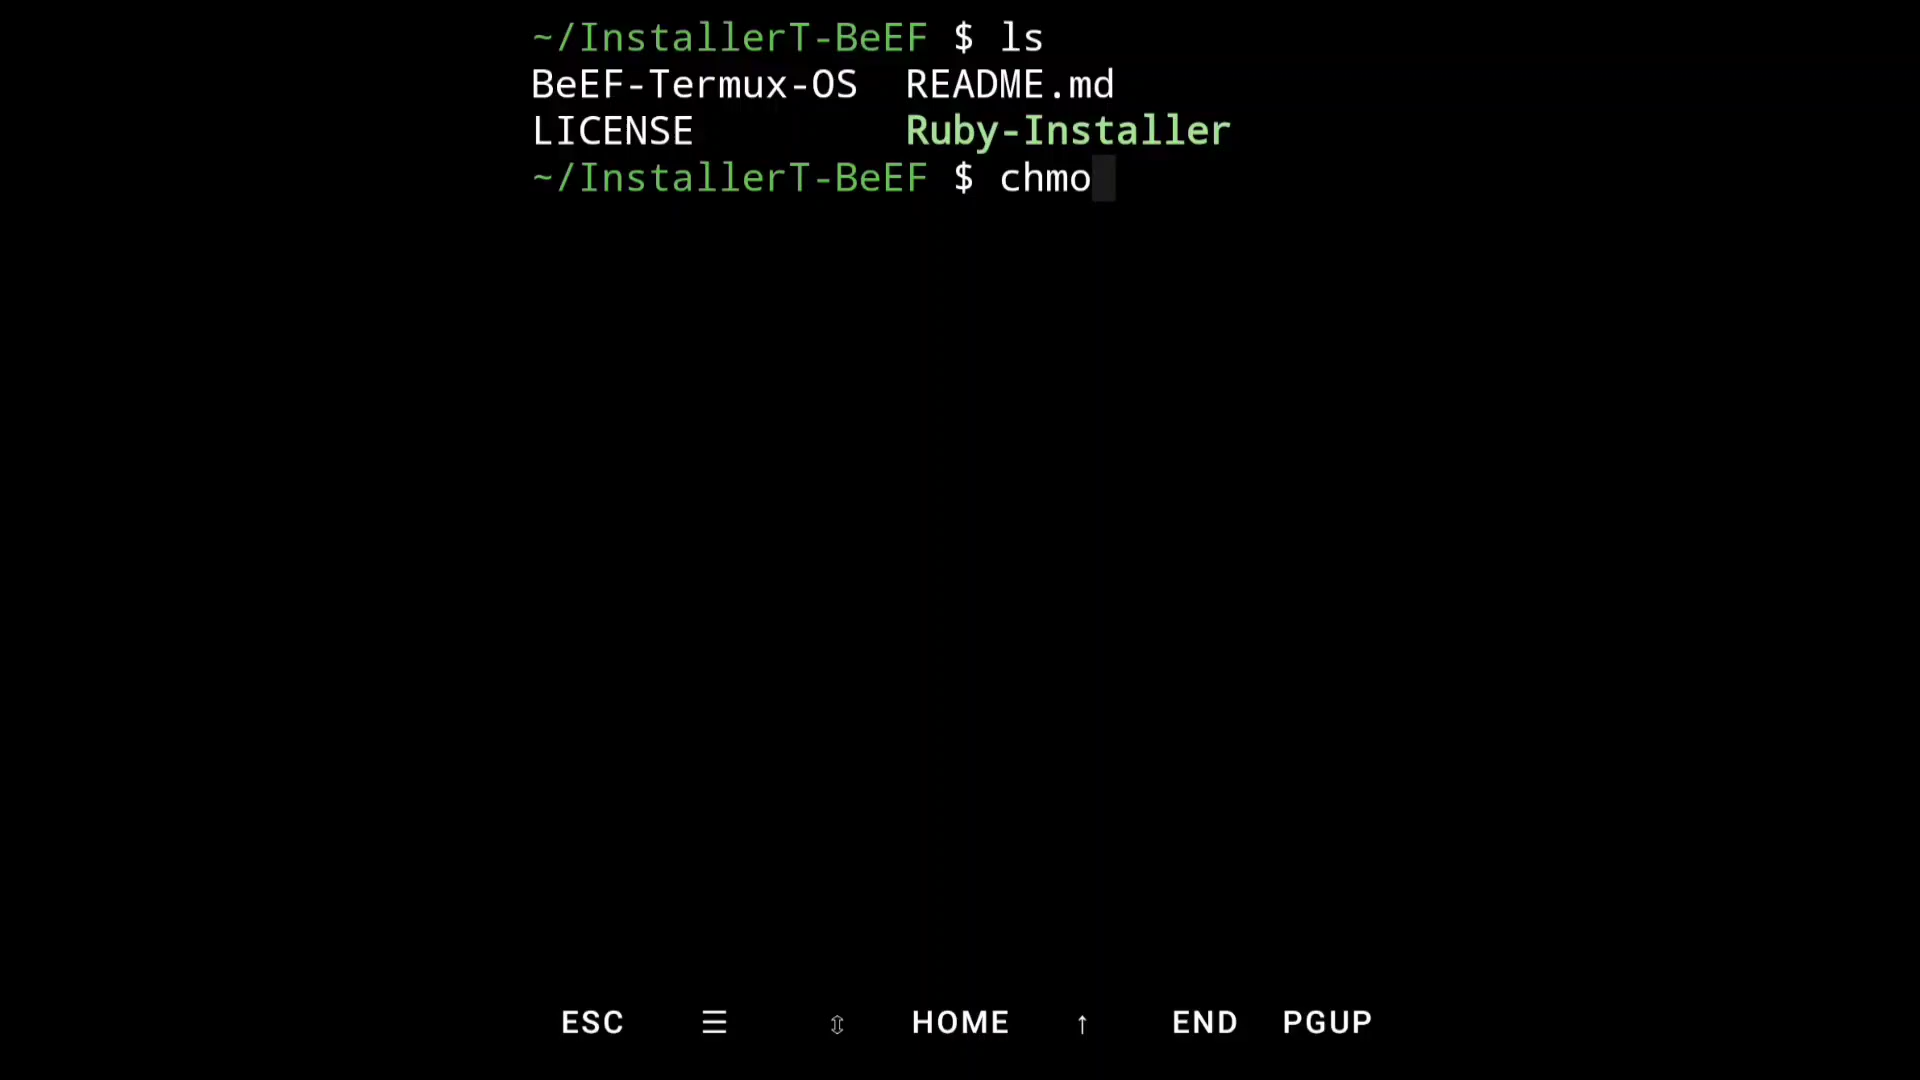 ~/InstallerT-BeEF $ ls
BeEF-Termux-OS  README.md
LICENSE         Ruby-Installer
~/InstallerT-BeEF $ chmo
ESC ☰ ⇳ HOME ↑ END PGUP